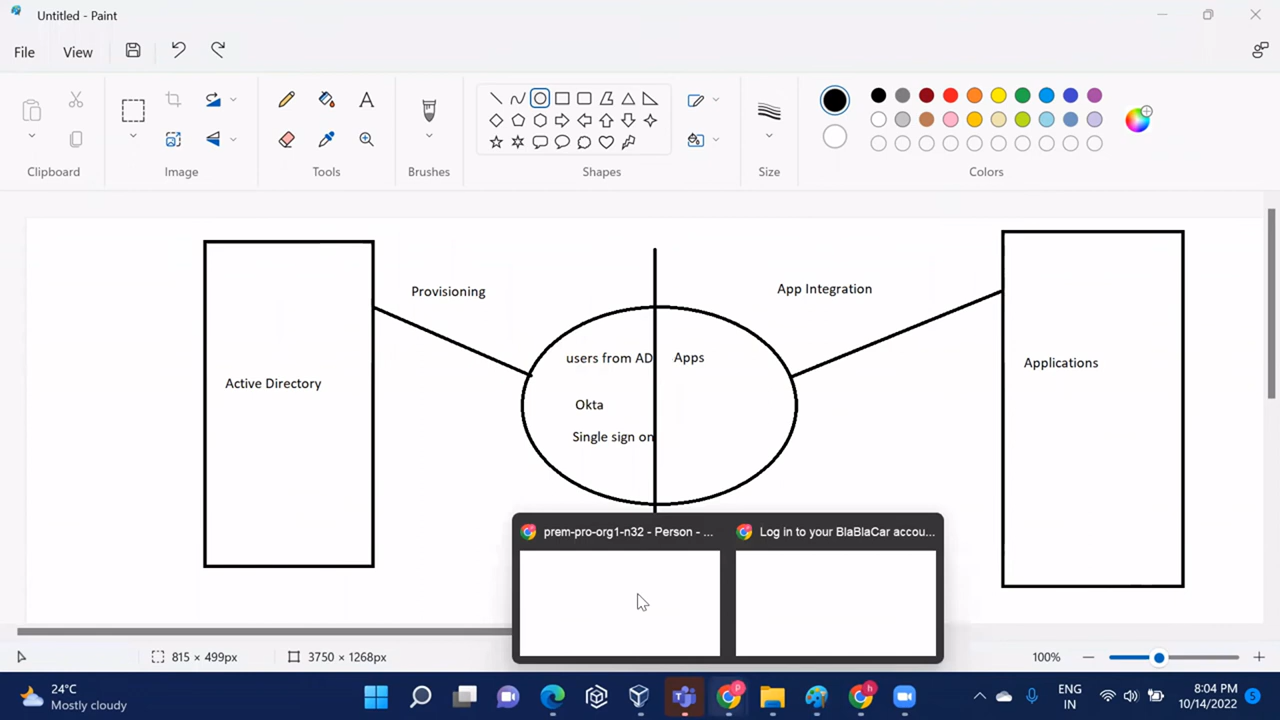 Untitled - Paint
File
View
Clipboard
Image
Tools
Brushes
Shapes
Size
Colors
Provisioning
App Integration
users from AD
Apps
Active Directory
Applications
Okta
Single sign on
prem-pro-org1-n32 - Person - ...
Log in to your BlaBlaCar accou...
815 × 499px
3750 × 1268px
100%
24°C
Mostly cloudy
ENG
IN
8:04 PM
10/14/2022
5